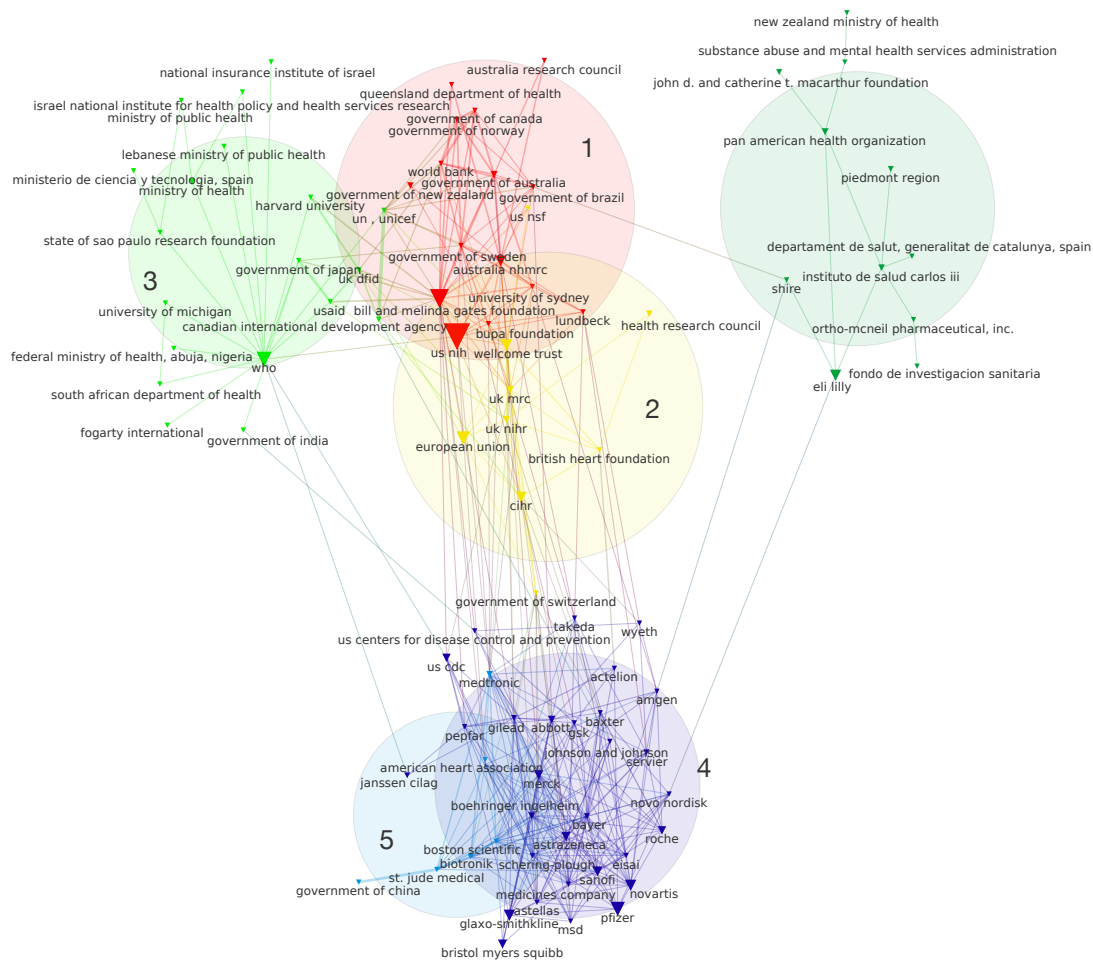 new zealand ministry of health
substance abuse and mental health services administration
john d. and catherine t. macarthur foundation
pan american health organization
piedmont region
departament de salut, generalitat de catalunya, spain
instituto de salud carlos iii
shire
ortho-mcneil pharmaceutical, inc.
fondo de investigacion sanitaria
eli lilly
national insurance institute of israel
israel national institute for health policy and health services research
ministry of public health
lebanese ministry of public health
ministerio de ciencia y tecnologia, spain
ministry of health
harvard university
state of sao paulo research foundation
government of japan
uk dfid
3
university of michigan
usaid
canadian international development agency
federal ministry of health, abuja, nigeria
who
south african department of health
fogarty international
government of india
australia research council
queensland department of health
government of canada
government of norway
1
world bank
government of australia
government of new zealand
government of brazil
un , unicef
us nsf
government of sweden
australia nhmrc
university of sydney
bill and melinda gates foundation
lundbeck
bupa foundation
us nih
wellcome trust
health research council
uk mrc
2
uk nihr
european union
british heart foundation
cihr
government of switzerland
takeda
wyeth
us centers for disease control and prevention
us cdc
medtronic
actelion
amgen
baxter
gilead
abbott
gsk
pepfar
johnson and johnson
servier
american heart association
4
janssen cilag
merck
novo nordisk
boehringer ingelheim
bayer
roche
5
astrazeneca
boston scientific
biotronik
schering-plough
eisai
st. jude medical
sanofi
government of china
medicines company
novartis
astellas
pfizer
glaxo-smithkline
msd
bristol myers squibb